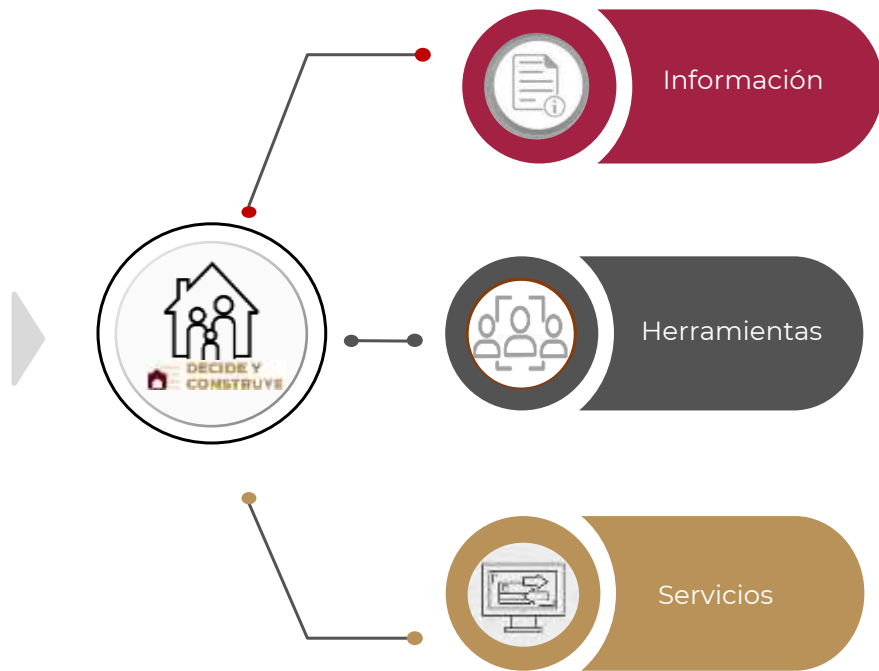 Información
DECIDE Y
CONSTRUYE
Herramientas
Servicios